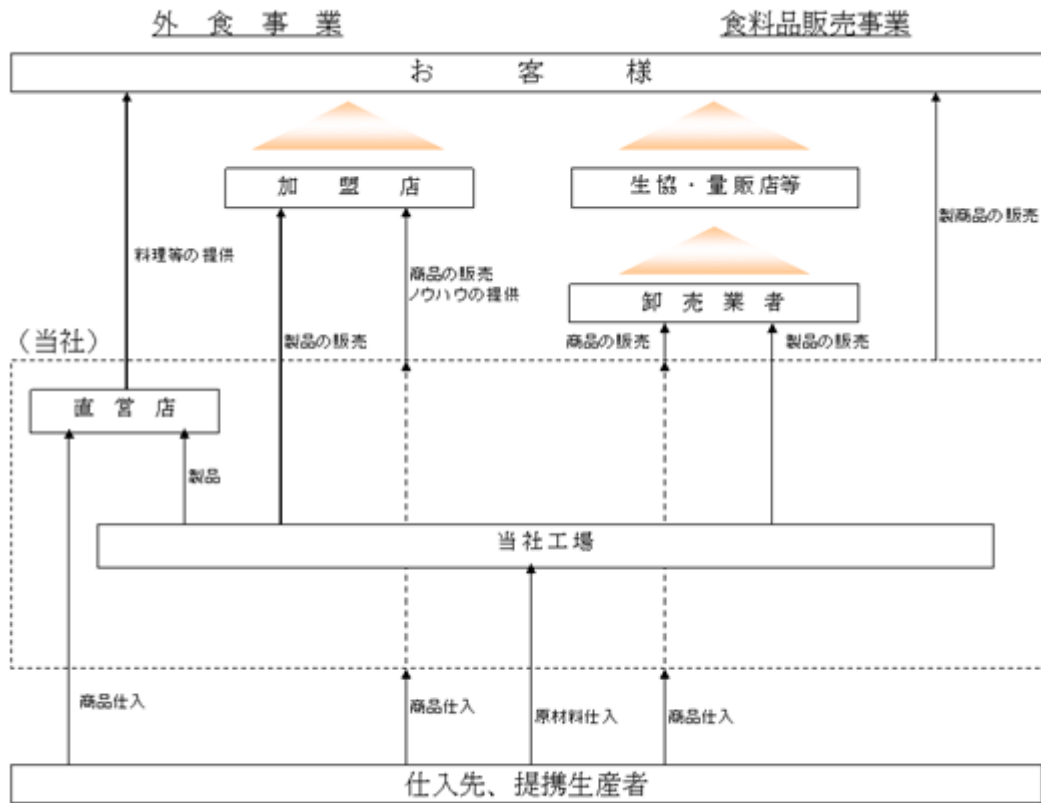 外食事業
食料品販売事業
お客様
加盟店
生協・量販店等
製商品の販売
料理等の提供
商品の販売
ノウハウの提供
卸売業者
製品の販売
商品の販売
製品の販売
（当社）
直営店
製品
当社工場
商品仕入
商品仕入
原材料仕入
商品仕入
仕入先、提携生産者